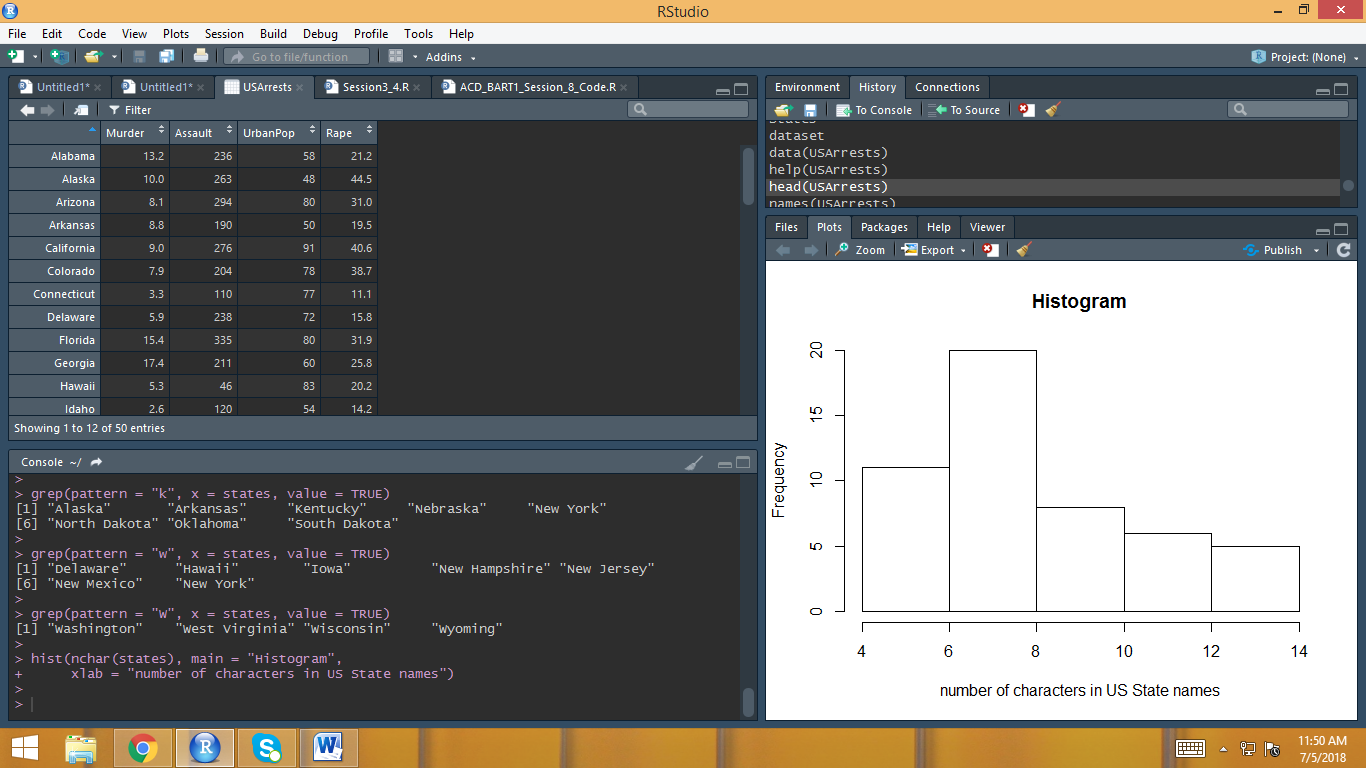 RStudio
File Edit Code View Plots Session Build Debug Profile Tools Help
Go to file/function Addins Project: (None)
Untitled1* Untitled1* USArrests Session3_4.R ACD_BART1_Session_8_Code.R
Filter
Murder Assault UrbanPop Rape
Alabama 13.2 236 58 21.2
Alaska 10.0 263 48 44.5
Arizona 8.1 294 80 31.0
Arkansas 8.8 190 50 19.5
California 9.0 276 91 40.6
Colorado 7.9 204 78 38.7
Connecticut 3.3 110 77 11.1
Delaware 5.9 238 72 15.8
Florida 15.4 335 80 31.9
Georgia 17.4 211 60 25.8
Hawaii 5.3 46 83 20.2
Idaho 2.6 120 54 14.2
Showing 1 to 12 of 50 entries
Console ~/
>
> grep(pattern = "k", x = states, value = TRUE)
[1] "Alaska" "Arkansas" "Kentucky" "Nebraska" "New York"
[6] "North Dakota" "Oklahoma" "South Dakota"
>
> grep(pattern = "w", x = states, value = TRUE)
[1] "Delaware" "Hawaii" "Iowa" "New Hampshire" "New Jersey"
[6] "New Mexico" "New York"
>
> grep(pattern = "W", x = states, value = TRUE)
[1] "Washington" "West Virginia" "Wisconsin" "Wyoming"
>
> hist(nchar(states), main = "Histogram",
+ xlab = "number of characters in US State names")
>
>
Environment History Connections
To Console To Source
states
dataset
data(USArrests)
help(USArrests)
head(USArrests)
names(USArrests)
Files Plots Packages Help Viewer
Zoom Export Publish
Histogram
Frequency
20
15
10
5
0
4 6 8 10 12 14
number of characters in US State names
11:50 AM
7/5/2018